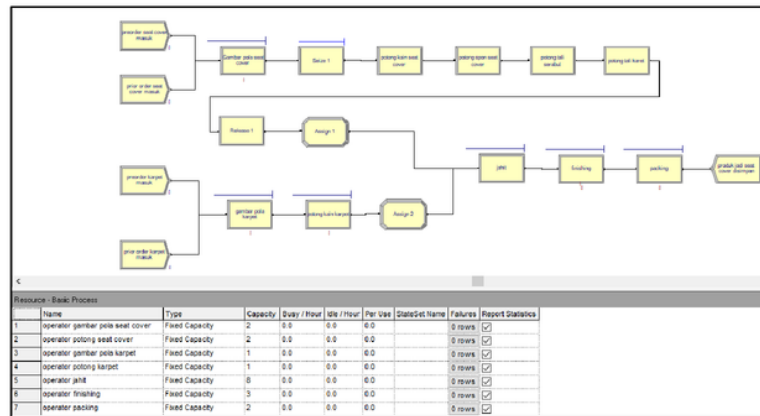 preorder seat cover masuk
prior order seat cover masuk
Gambar pola seat cover
Seize 1
potong kain seat cover
potong span seat cover
potong tali
potong tali karet
Release 1
Assign 1
preorder karpet masuk
prior order karpet masuk
gambar pola karpet
potong kain karpet
Assign 2
jahit
finishing
packing
produk jadi seat cover disimpan
Resource - Basic Process
Name Type Capacity Busy / Hour Idle / Hour Per Use StateSet Name Failures Report Statistics
1 operator gambar pola seat cover Fixed Capacity 2 0.0 0.0 0.0 0 rows
2 operator potong seat cover Fixed Capacity 2 0.0 0.0 0.0 0 rows
3 operator gambar pola karpet Fixed Capacity 1 0.0 0.0 0.0 0 rows
4 operator potong karpet Fixed Capacity 1 0.0 0.0 0.0 0 rows
5 operator jahit Fixed Capacity 8 0.0 0.0 0.0 0 rows
6 operator finishing Fixed Capacity 3 0.0 0.0 0.0 0 rows
7 operator packing Fixed Capacity 2 0.0 0.0 0.0 0 rows